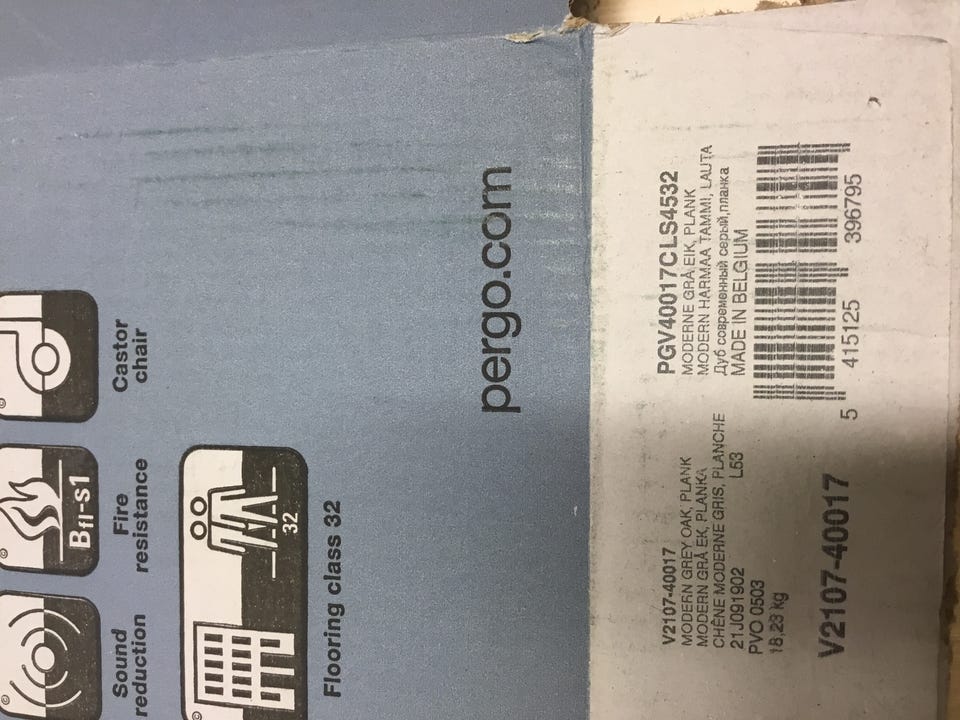 Sound
reduction
Bfl-s1
Fire
resistance
Castor
chair
32
Flooring class 32
pergo.com
V2107-40017
MODERN GREY OAK, PLANK
MODERN GRÅ EK, PLANKA
CHÊNE MODERNE GRIS, PLANCHE
21J091902 L53
PVO 0503
18,23 kg
V2107-40017
PGV40017CLS4532
MODERNE GRÅ EIK, PLANK
MODERN HARMAA TAMMI, LAUTA
Дуб современный серый,планка
MADE IN BELGIUM
5 415125 396795